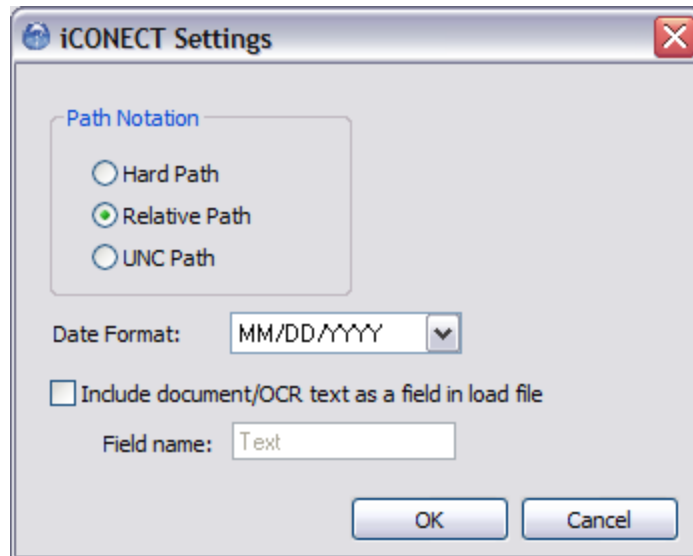 iCONECT Settings
Path Notation
Hard Path
Relative Path
UNC Path
Date Format: MM/DD/YYYY
Include document/OCR text as a field in load file
Field name: Text
OK Cancel